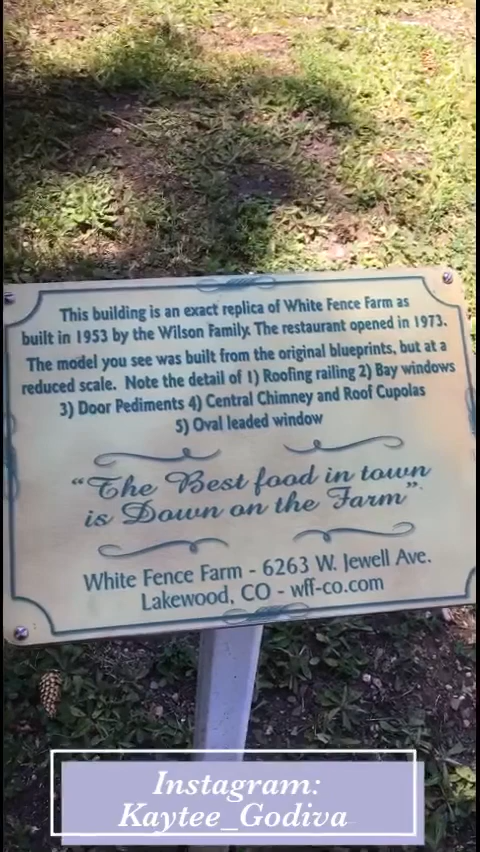 This building is an exact replica of White Fence Farm as
built in 1953 by the Wilson Family. The restaurant opened in 1973.
The model you see was built from the original blueprints, but at a
reduced scale. Note the detail of 1) Roofing railing 2) Bay windows
3) Door Pediments 4) Central Chimney and Roof Cupolas
5) Oval leaded window
"The Best food in town
is Down on the Farm".
White Fence Farm - 6263 W. Jewell Ave.
Lakewood, CO - wff-co.com
Instagram:
Kaytee_Godiva